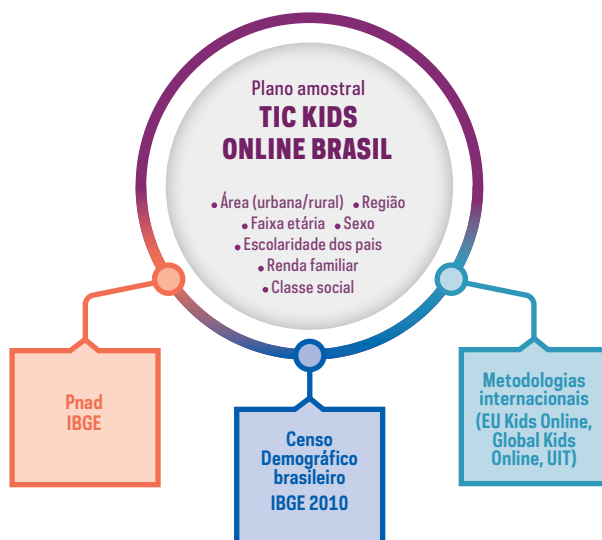 Plano amostral
TIC KIDS
ONLINE BRASIL
• Área (urbana/rural) • Região
• Faixa etária • Sexo
• Escolaridade dos pais
• Renda familiar
• Classe social
Pnad
IBGE
Censo
Demográfico
brasileiro
IBGE 2010
Metodologias
internacionais
(EU Kids Online,
Global Kids
Online, UIT)